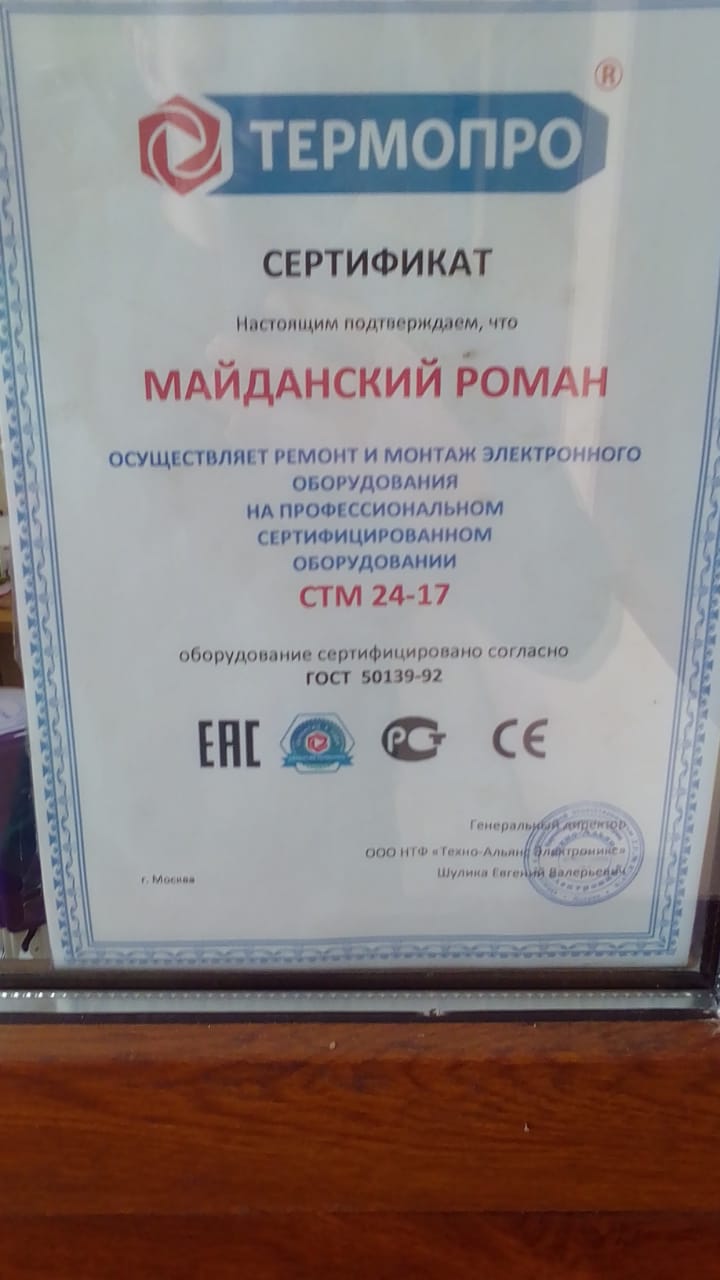 ®
ТЕРМОПРО
СЕРТИФИКАТ
Настоящим подтверждаем, что
МАЙДАНСКИЙ РОМАН
ОСУЩЕСТВЛЯЕТ РЕМОНТ И МОНТАЖ ЭЛЕКТРОННОГО
ОБОРУДОВАНИЯ
НА ПРОФЕССИОНАЛЬНОМ
СЕРТИФИЦИРОВАННОМ
ОБОРУДОВАНИИ
СТМ 24-17
оборудование сертифицировано согласно
ГОСТ 50139-92
ЕАС РСТ CE
Генеральный директор
ООО НТФ «Техно-Альянс Электроникс»
Шулика Евгений Валерьевич
г. Москва